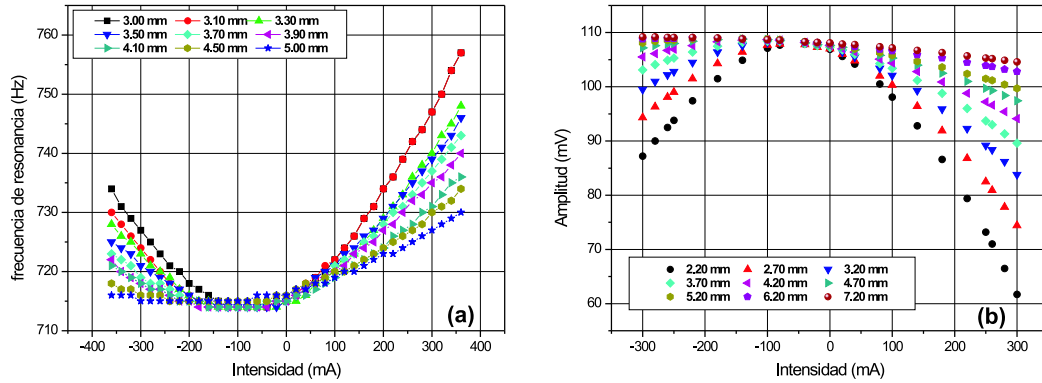 3.00 mm 3.10 mm 3.30 mm
3.50 mm 3.70 mm 3.90 mm
4.10 mm 4.50 mm 5.00 mm
frecuencia de resonancia (Hz)
760
750
740
730
720
710
-400 -300 -200 -100 0 100 200 300 400
Intensidad (mA)
(a)
Amplitud (mV)
110
100
90
80
70
60
2,20 mm 2.70 mm 3.20 mm
3.70 mm 4.20 mm 4.70 mm
5.20 mm 6.20 mm 7.20 mm
-300 -200 -100 0 100 200 300
Intensidad (mA)
(b)